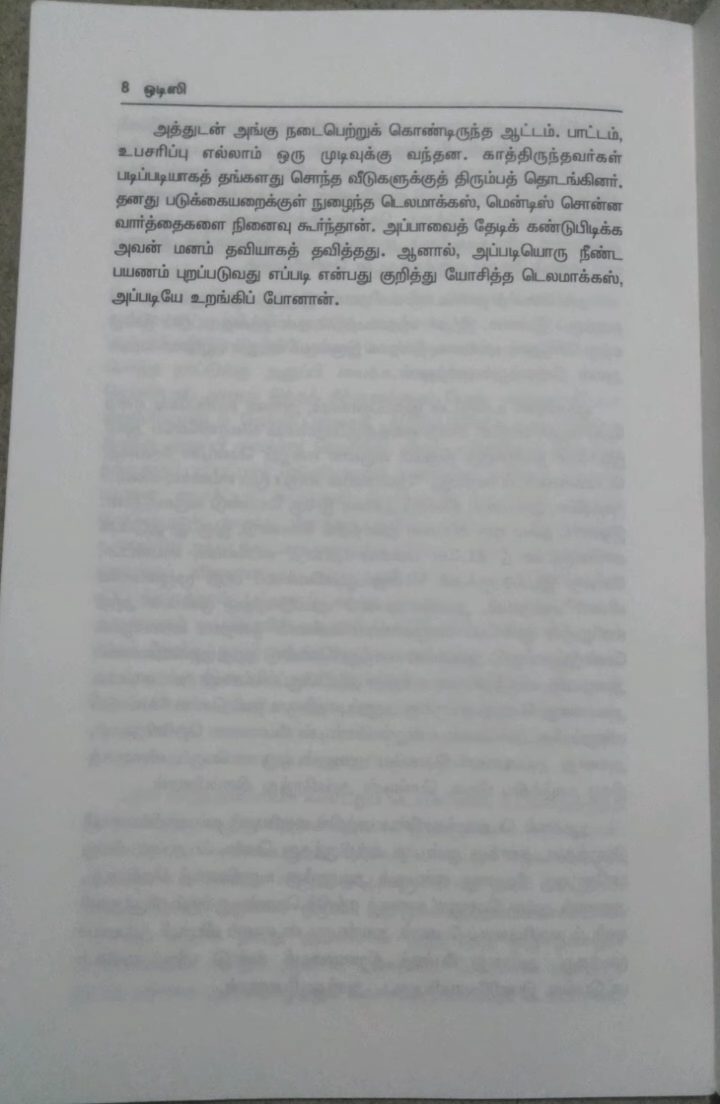 8 ஒடிஸி
அத்துடன் அங்கு நடைபெற்றுக் கொண்டிருந்த ஆட்டம். பாட்டம்,
உபசரிப்பு எல்லாம் ஒரு முடிவுக்கு வந்தன. காத்திருந்தவர்கள்
படிப்படியாகத் தங்களது சொந்த வீடுகளுக்குத் திரும்பத் தொடங்கினர்.
தனது படுக்கையறைக்குள் நுழைந்த டெலமாக்கஸ், மென்டிஸ் சொன்ன
வார்த்தைகளை நினைவு கூர்ந்தான். அப்பாவைத் தேடிக் கண்டுபிடிக்க
அவன் மனம் தவியாகத் தவித்தது. ஆனால், அப்படியொரு நீண்ட
பயணம் புறப்படுவது எப்படி என்பது குறித்து யோசித்த டெலமாக்கஸ்,
அப்படியே உறங்கிப் போனான்.